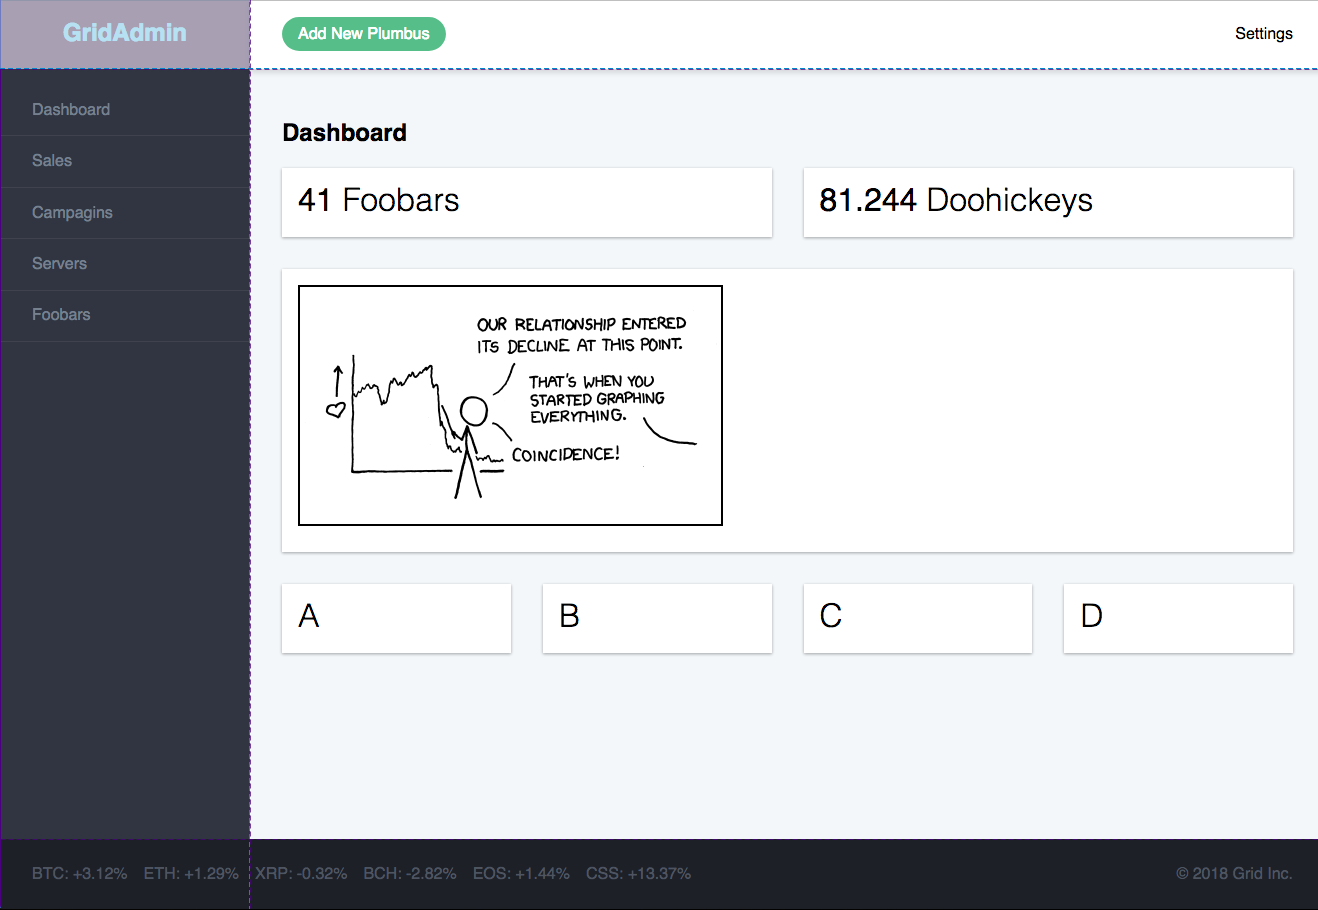 GridAdmin
Add New Plumbus
Settings
Dashboard
Sales
Campagins
Servers
Foobars
Dashboard
41 Foobars
81.244 Doohickeys
OUR RELATIONSHIP ENTERED
ITS DECLINE AT THIS POINT.
THAT'S WHEN YOU
STARTED GRAPHING
EVERYTHING.
COINCIDENCE!
A
B
C
D
BTC: +3.12% ETH: +1.29% XRP: -0.32% BCH: -2.82% EOS: +1.44% CSS: +13.37%
© 2018 Grid Inc.